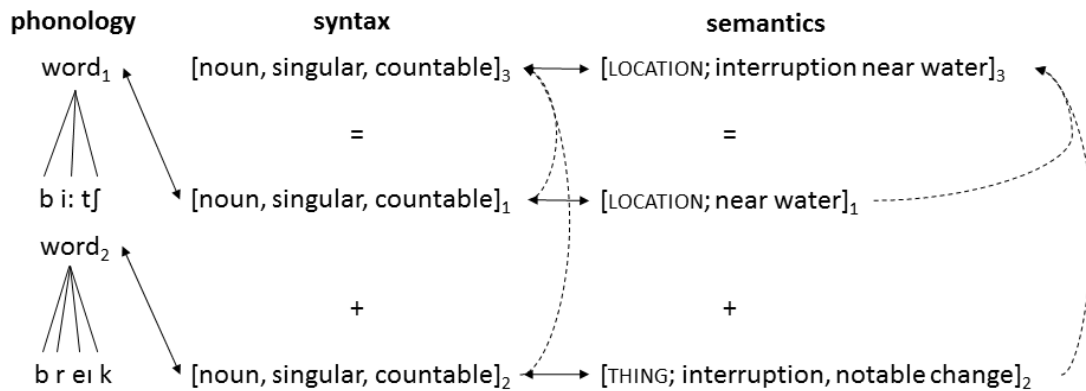 phonology syntax semantics
word₁ [noun, singular, countable]₃ [LOCATION; interruption near water]₃
= =
b i: tʃ [noun, singular, countable]₁ [LOCATION; near water]₁
word₂
+ +
b r eɪ k [noun, singular, countable]₂ [THING; interruption, notable change]₂